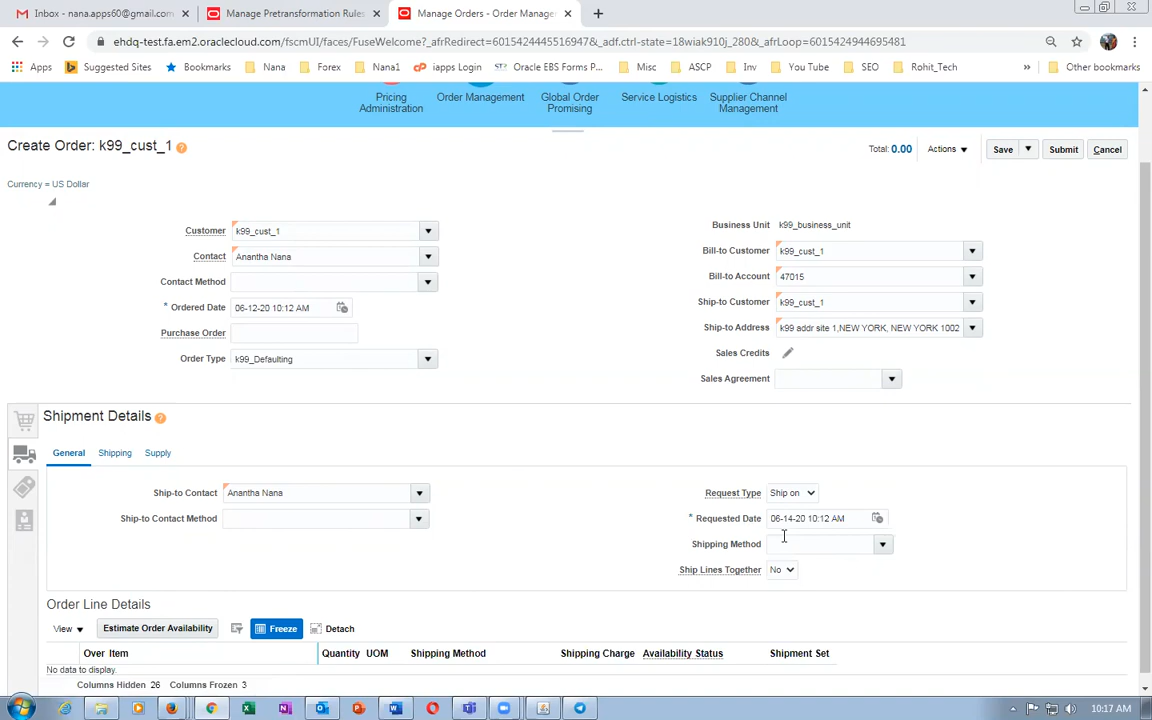 Inbox - nana.apps60@gmail.com
Manage Pretransformation Rules
Manage Orders - Order Manage
ehdq-test.fa.em2.oraclecloud.com/fscmUI/faces/FuseWelcome?_afrRedirect=6015424445516947&_adf.ctrl-state=18wiak910j_280&_afrLoop=6015424944695481
Apps Suggested Sites Bookmarks Nana Forex Nana1 iapps Login Oracle EBS Forms P... Misc ASCP Inv You Tube SEO Rohit_Tech » Other bookmarks
Pricing Administration
Order Management
Global Order Promising
Service Logistics
Supplier Channel Management
Create Order: k99_cust_1 ?
Total: 0.00 Actions Save Submit Cancel
Currency = US Dollar
Customer k99_cust_1
Contact Anantha Nana
Contact Method
* Ordered Date 06-12-20 10:12 AM
Purchase Order
Order Type k99_Defaulting
Business Unit k99_business_unit
Bill-to Customer k99_cust_1
Bill-to Account 47015
Ship-to Customer k99_cust_1
Ship-to Address k99 addr site 1,NEW YORK, NEW YORK 1002
Sales Credits
Sales Agreement
Shipment Details ?
General Shipping Supply
Ship-to Contact Anantha Nana
Ship-to Contact Method
Request Type Ship on
* Requested Date 06-14-20 10:12 AM
Shipping Method
Ship Lines Together No
Order Line Details
View Estimate Order Availability Freeze Detach
Over Item Quantity UOM Shipping Method Shipping Charge Availability Status Shipment Set
No data to display.
Columns Hidden 26 Columns Frozen 3
10:17 AM